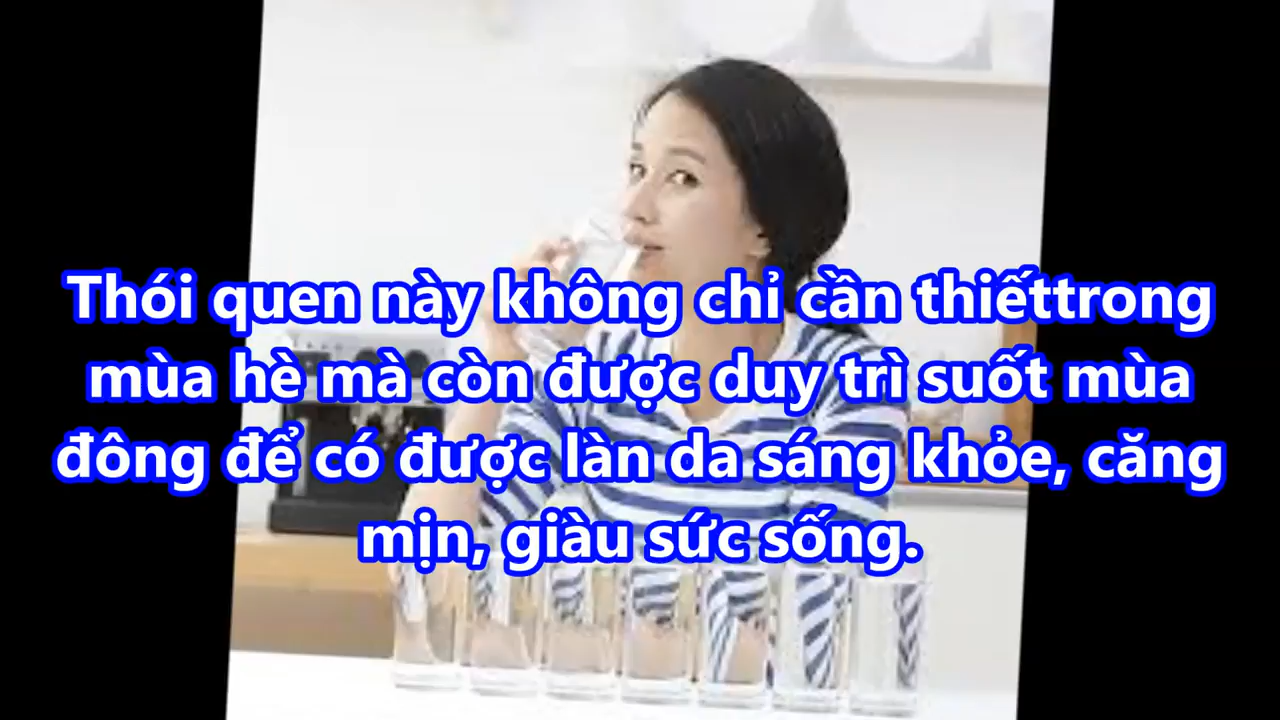 Thói quen này không chỉ cần thiếttrong
mùa hè mà còn được duy trì suốt mùa
đông để có được làn da sáng khỏe, căng
mịn, giàu sức sống.